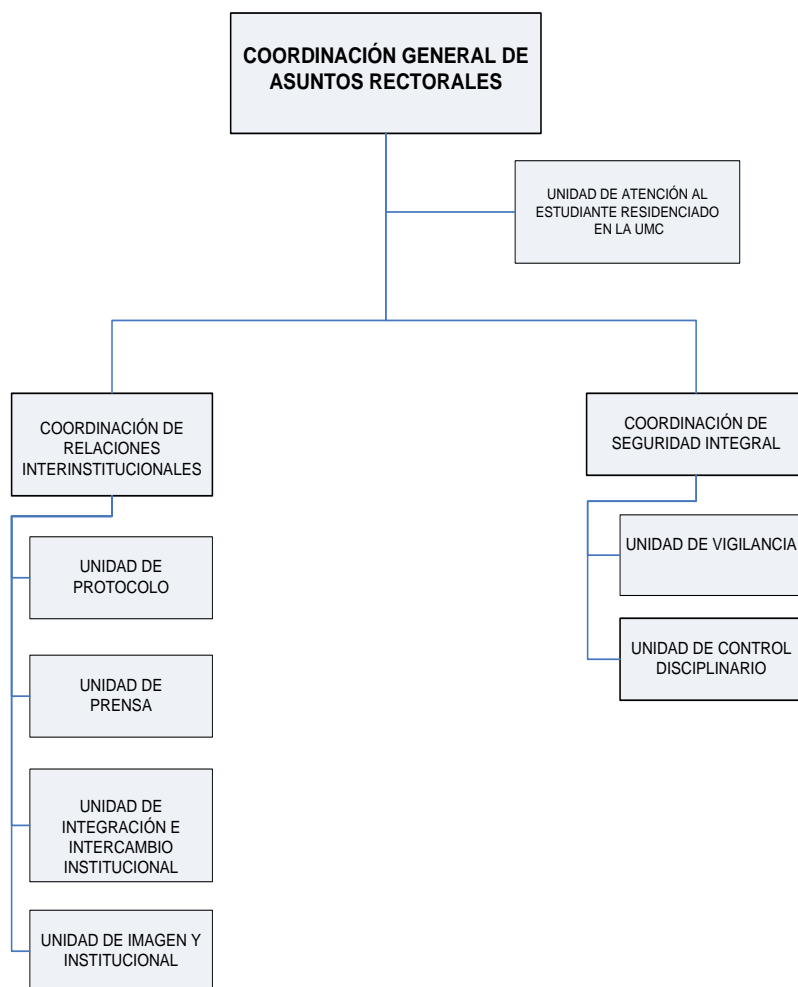 COORDINACIÓN GENERAL DE
ASUNTOS RECTORALES
UNIDAD DE ATENCIÓN AL
ESTUDIANTE RESIDENCIADO
EN LA UMC
COORDINACIÓN DE
RELACIONES
INTERINSTITUCIONALES
COORDINACIÓN DE
SEGURIDAD INTEGRAL
UNIDAD DE
PROTOCOLO
UNIDAD DE VIGILANCIA
UNIDAD DE
PRENSA
UNIDAD DE CONTROL
DISCIPLINARIO
UNIDAD DE
INTEGRACIÓN E
INTERCAMBIO
INSTITUCIONAL
UNIDAD DE IMAGEN Y
INSTITUCIONAL